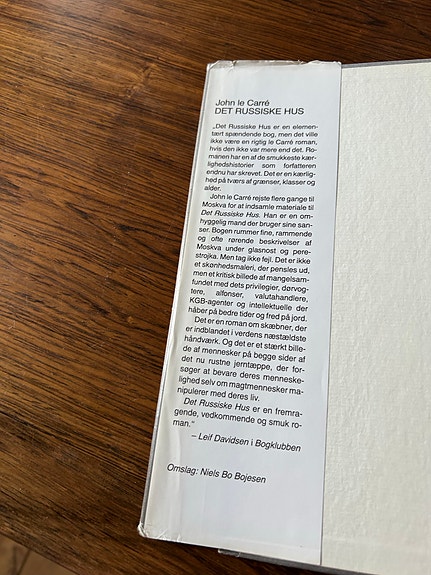 John le Carré
DET RUSSISKE HUS
„Det Russiske Hus er en elemen-
tært spændende bog, men det ville
ikke være en rigtig le Carré roman,
hvis den ikke var mere end det. Ro-
manen har en af de smukkeste kær-
lighedshistorier som forfatteren
endnu har skrevet. Det er en kærlig-
hed på tværs af grænser, klasser og
alder.
John le Carré rejste flere gange til
Moskva for at indsamle materiale til
Det Russiske Hus. Han er en om-
hyggelig mand der bruger sine san-
ser. Bogen rummer fine, rammende
og ofte rørende beskrivelser af
Moskva under glasnost og pere-
strojka. Men tag ikke fejl. Det er ikke
et skønhedsmaleri, der pensles ud,
men et kritisk billede af mangelsam-
fundet med dets privilegier, dørvog-
tere, alfonser, valutahandlere,
KGB-agenter og intellektuelle der
håber på bedre tider og fred på jord.
Det er en roman om skæbner, der
er indblandet i verdens næstældste
håndværk. Og det er et stærkt bille-
de af mennesker på begge sider af
det nu rustne jerntæppe, der for-
søger at bevare deres menneske-
lighed selv om magtmennesker ma-
nipulerer med deres liv.
Det Russiske Hus er en fremra-
gende, vedkommende og smuk ro-
man.“
– Leif Davidsen i Bogklubben
Omslag: Niels Bo Bojesen